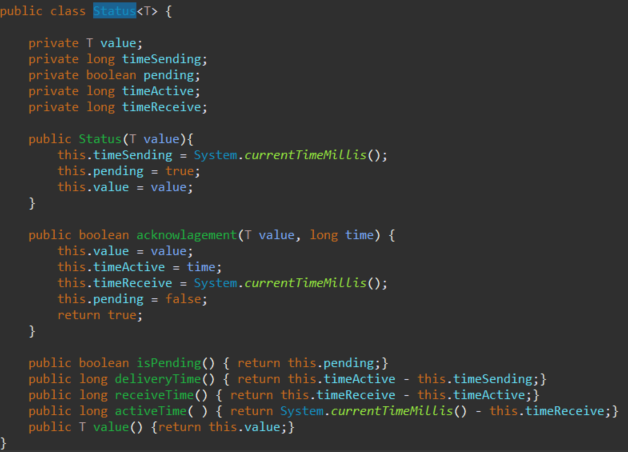 public class Status<T> {
private T value;
private long timeSending;
private boolean pending;
private long timeActive;
private long timeReceive;
public Status(T value){
this.timeSending = System.currentTimeMillis();
this.pending = true;
this.value = value;
}
public boolean acknowlagement(T value, long time) {
this.value = value;
this.timeActive = time;
this.timeReceive = System.currentTimeMillis();
this.pending = false;
return true;
}
public boolean isPending() { return this.pending;}
public long deliveryTime() { return this.timeActive - this.timeSending;}
public long receiveTime() { return this.timeReceive - this.timeActive;}
public long activeTime( ) { return System.currentTimeMillis() - this.timeReceive;}
public T value() {return this.value;}
}